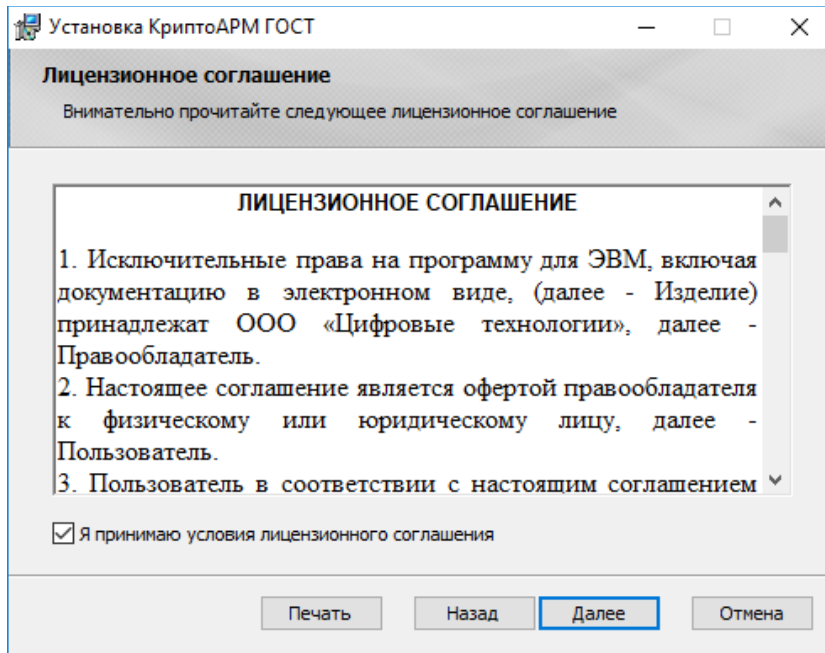 Установка КриптоАРМ ГОСТ
Лицензионное соглашение
Внимательно прочитайте следующее лицензионное соглашение
ЛИЦЕНЗИОННОЕ СОГЛАШЕНИЕ
1. Исключительные права на программу для ЭВМ, включая
документацию в электронном виде, (далее - Изделие)
принадлежат ООО «Цифровые технологии», далее -
Правообладатель.
2. Настоящее соглашение является офертой правообладателя
к физическому или юридическому лицу, далее -
Пользователь.
3. Пользователь в соответствии с настоящим соглашением
Я принимаю условия лицензионного соглашения
Печать Назад Далее Отмена